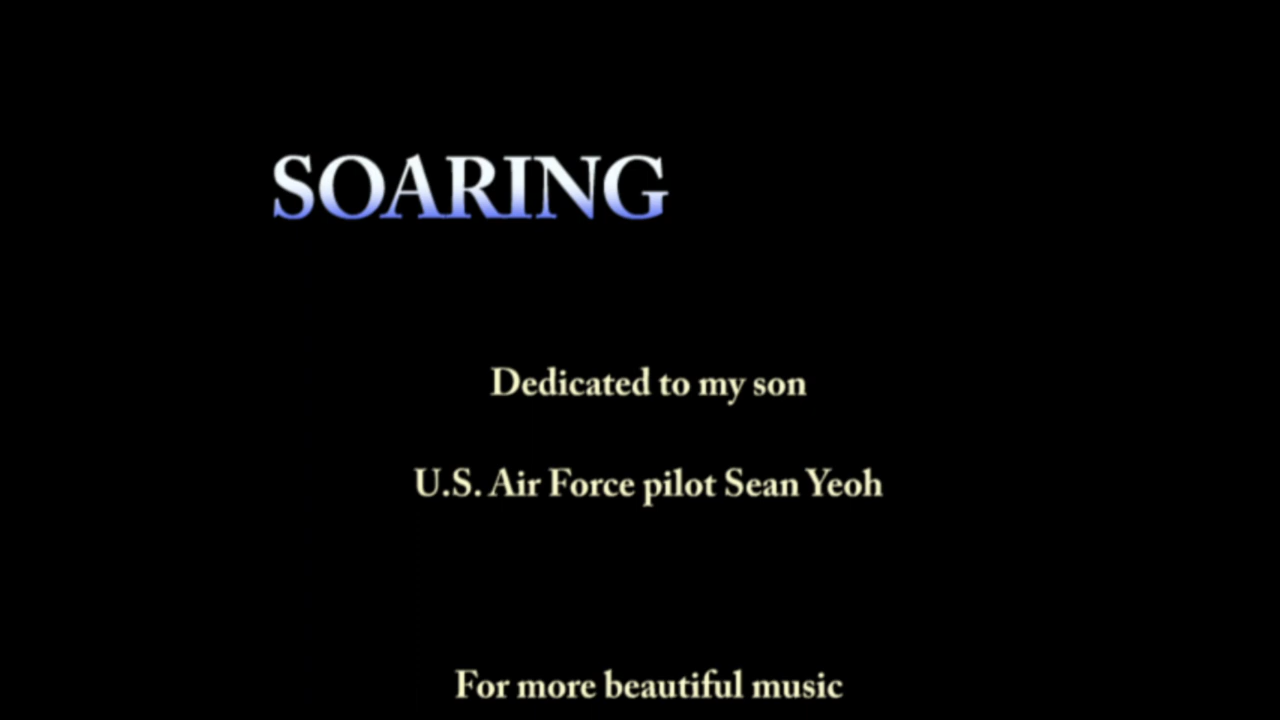 SOARING
Dedicated to my son
U.S. Air Force pilot Sean Yeoh
For more beautiful music